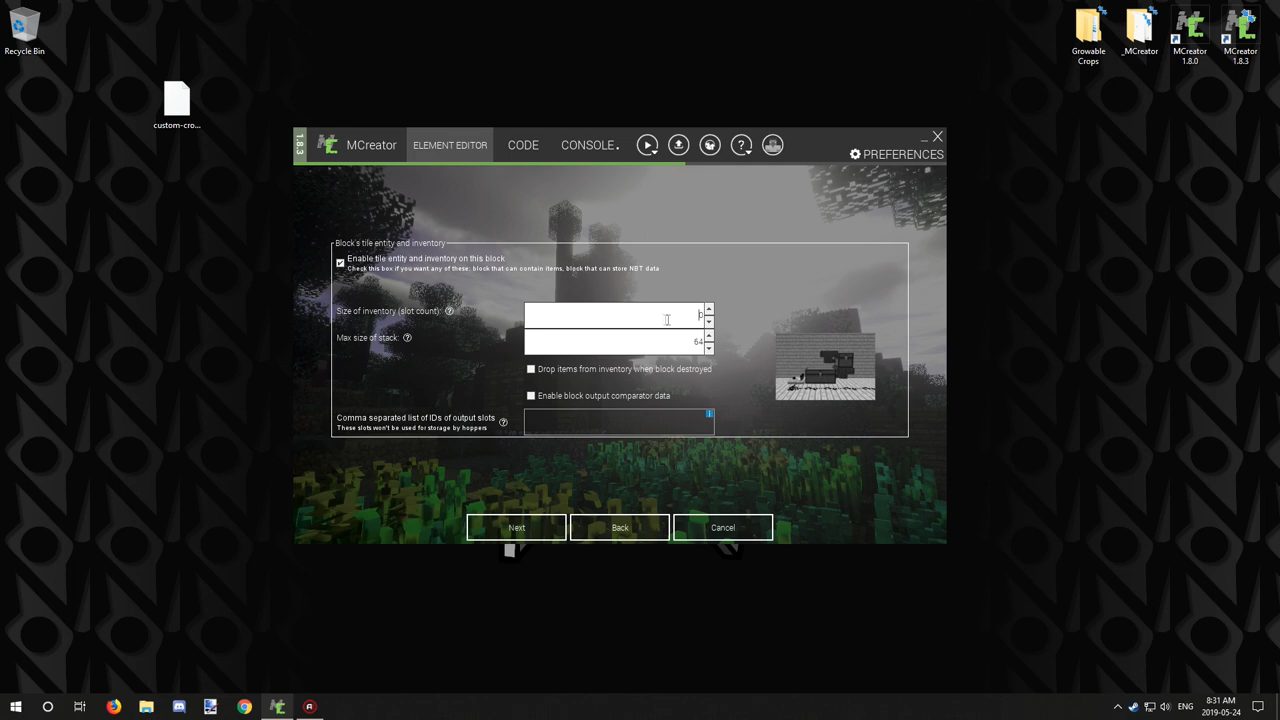 Recycle Bin
custom-cro...
Growable
Crops
_MCreator
MCreator
1.8.0
MCreator
1.8.3
1.8.3
MCreator
ELEMENT EDITOR
CODE
CONSOLE
PREFERENCES
Block's tile entity and inventory
Enable tile entity and inventory on this block
Check this box if you want any of these: block that can contain items, block that can store NBT data
Size of inventory (slot count):
0
Max size of stack:
64
Drop items from inventory when block destroyed
Enable block output comparator data
Comma separated list of IDs of output slots
These slots won't be used for storage by hoppers
Next
Back
Cancel
ENG
8:31 AM
2019-05-24